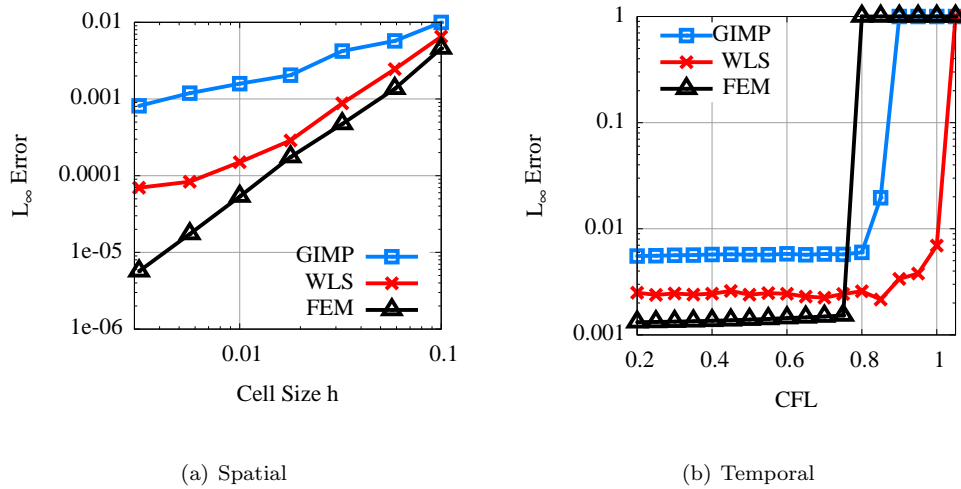 0.01
0.001
0.0001
1e-05
1e-06
L∞ Error
GIMP
WLS
FEM
0.01
0.1
Cell Size h
(a) Spatial
1
0.1
0.01
0.001
L∞ Error
GIMP
WLS
FEM
0.2
0.4
0.6
0.8
1
CFL
(b) Temporal